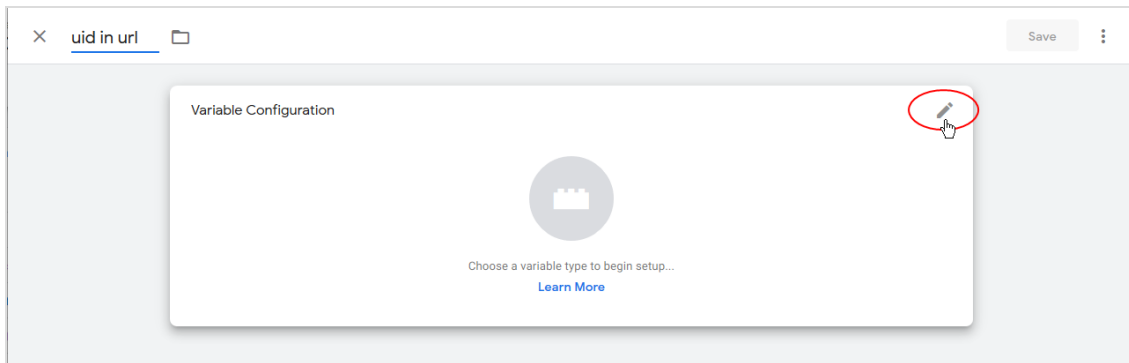 uid in url
Save
Variable Configuration
Choose a variable type to begin setup...
Learn More